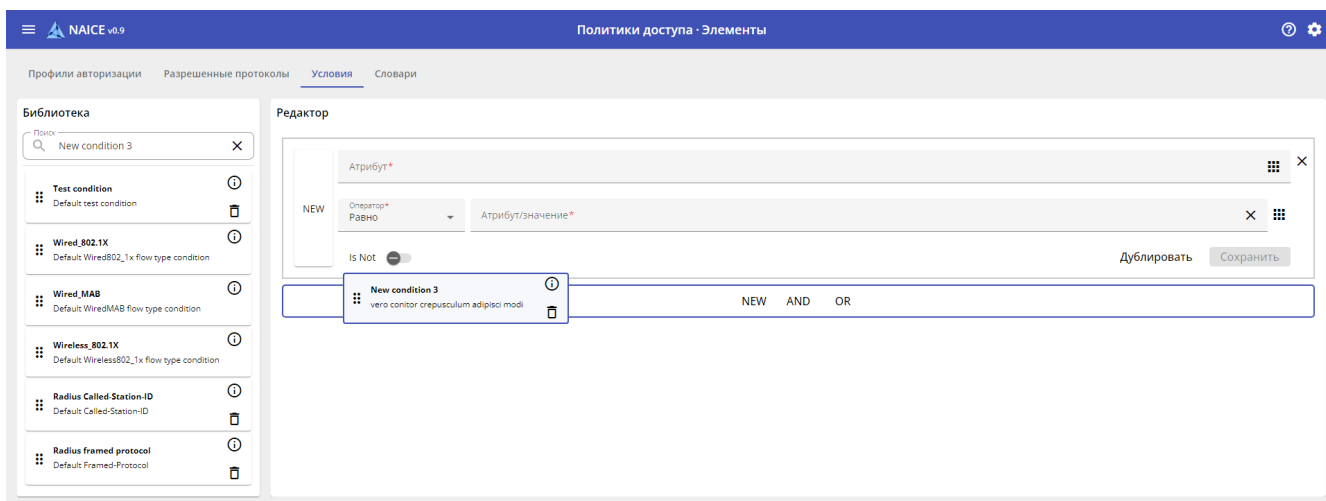 NAICE v0.9
Политики доступа · Элементы
Профили авторизации Разрешенные протоколы Условия Словари
Библиотека
Поиск
New condition 3
Test condition
Default test condition
Wired_802.1X
Default Wired802_1x flow type condition
Wired_MAB
Default WiredMAB flow type condition
Wireless_802.1X
Default Wireless802_1x flow type condition
Radius Called-Station-ID
Default Called-Station-ID
Radius framed protocol
Default Framed-Protocol
Редактор
NEW
Атрибут*
Оператор*
Равно
Атрибут/значение*
Is Not
Дублировать Сохранить
New condition 3
vero conitor crepusculum adipisci modi
NEW AND OR